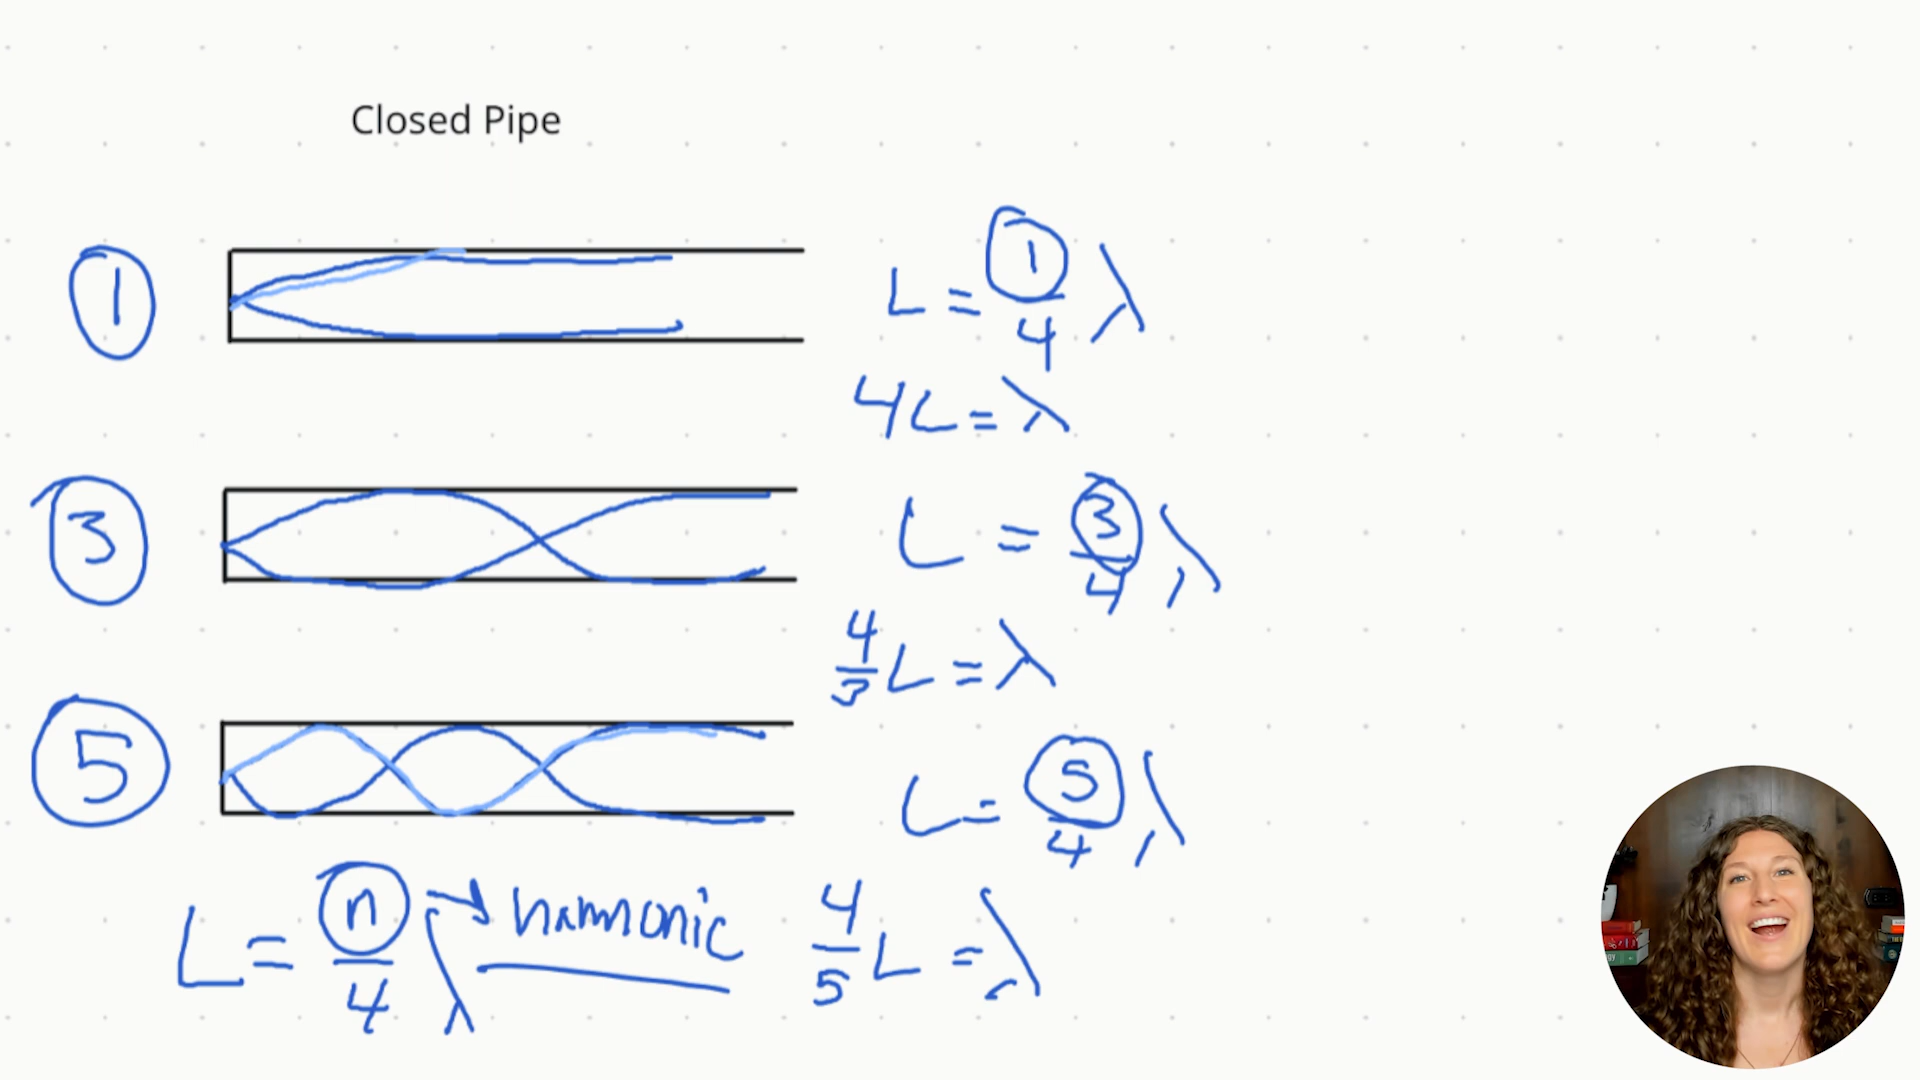 Closed Pipe
1
L = 1/4 λ
4L = λ
3
L = 3/4 λ
4/3 L = λ
5
L = 5/4 λ
L = n/4 λ → harmonic
4/5 L = λ